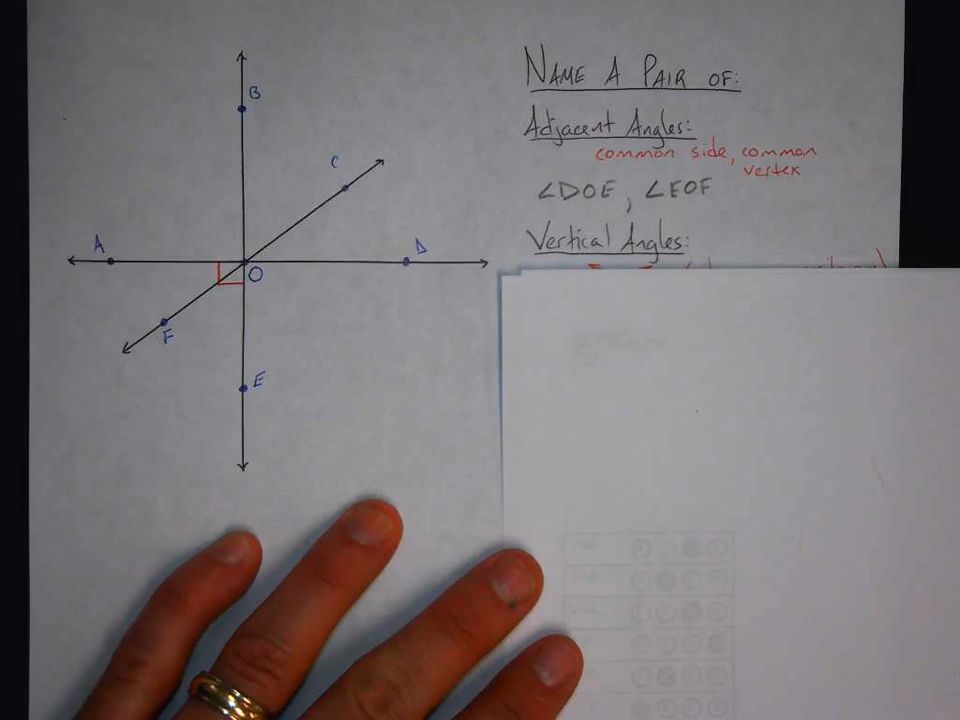 B
C
A
D
O
F
E
NAME A PAIR OF:
Adjacent Angles:
common side, common
vertex
∠DOE, ∠EOF
Vertical Angles: